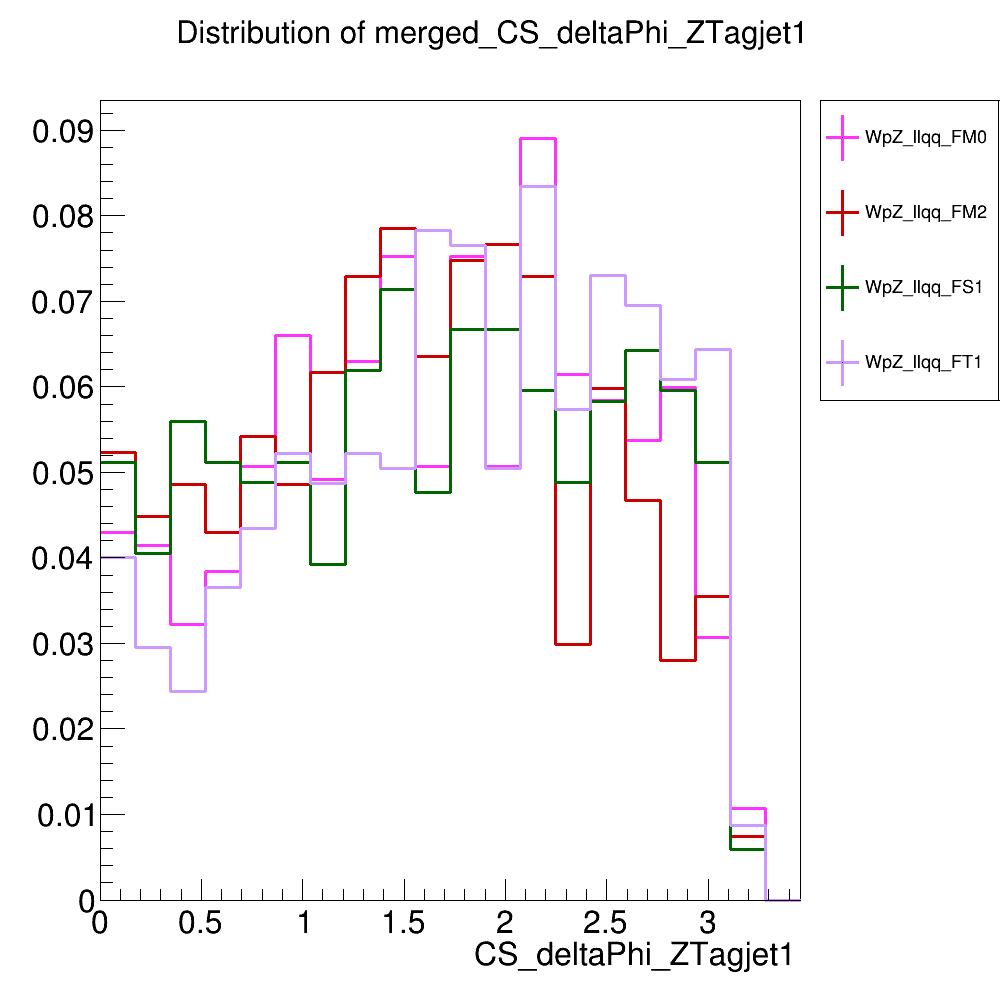 Distribution of merged_CS_deltaPhi_ZTagjet1
0.09
0.08
0.07
0.06
0.05
0.04
0.03
0.02
0.01
0
0 0.5 1 1.5 2 2.5 3
CS_deltaPhi_ZTagjet1
WpZ_llqq_FM0
WpZ_llqq_FM2
WpZ_llqq_FS1
WpZ_llqq_FT1